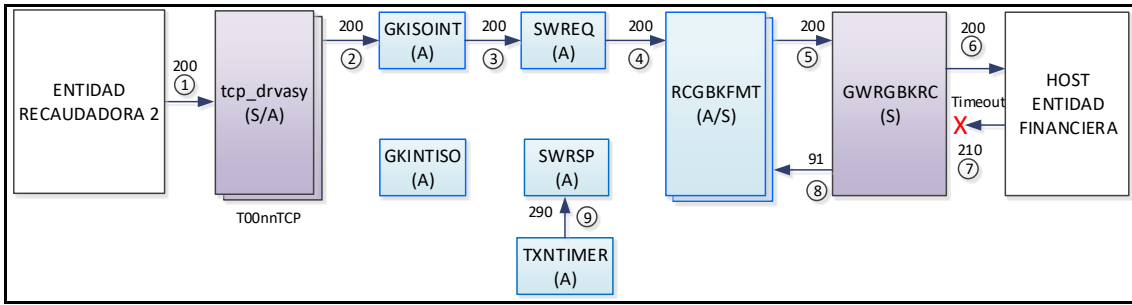 ENTIDAD
RECAUDADORA 2
200
1
tcp_drvasy
(S/A)
T00nnTCP
200
2
GKISOINT
(A)
200
3
SWREQ
(A)
200
4
RCGBKFMT
(A/S)
200
5
GWRGBKRC
(S)
200
6
HOST
ENTIDAD
FINANCIERA
Timeout
X
210
7
91
8
GKINTISO
(A)
SWRSP
(A)
290
9
TXNTIMER
(A)